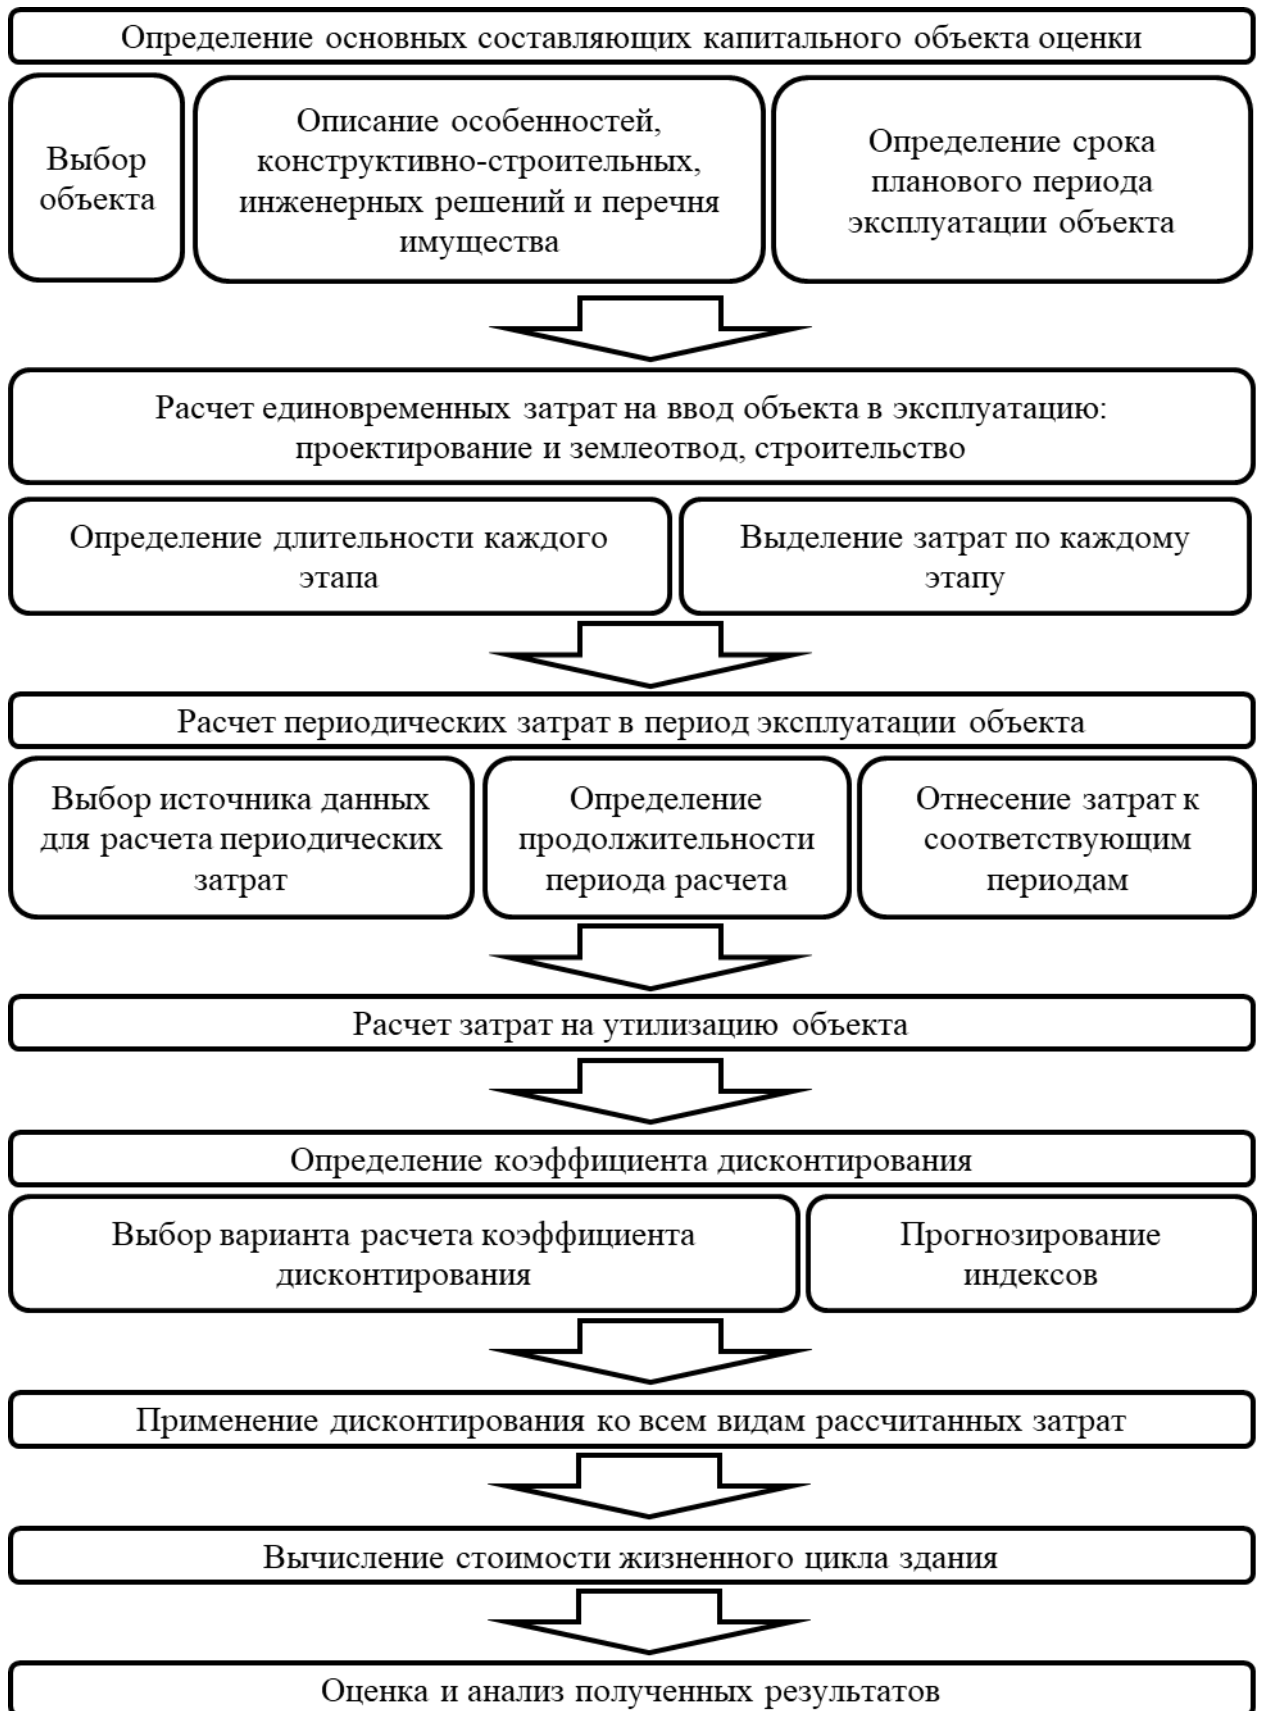 Определение основных составляющих капитального объекта оценки
Выбор
объекта
Описание особенностей,
конструктивно-строительных,
инженерных решений и перечня
имущества
Определение срока
планового периода
эксплуатации объекта
Расчет единовременных затрат на ввод объекта в эксплуатацию:
проектирование и землеотвод, строительство
Определение длительности каждого
этапа
Выделение затрат по каждому
этапу
Расчет периодических затрат в период эксплуатации объекта
Выбор источника данных
для расчета периодических
затрат
Определение
продолжительности
периода расчета
Отнесение затрат к
соответствующим
периодам
Расчет затрат на утилизацию объекта
Определение коэффициента дисконтирования
Выбор варианта расчета коэффициента
дисконтирования
Прогнозирование
индексов
Применение дисконтирования ко всем видам рассчитанных затрат
Вычисление стоимости жизненного цикла здания
Оценка и анализ полученных результатов